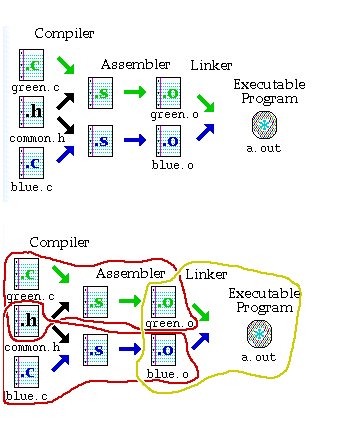 Compiler
Assembler
Linker
.c
green.c
.s
.o
green.o
Executable
Program
.h
common.h
a.out
.c
blue.c
.s
.o
blue.o
Compiler
Assembler
Linker
.c
green.c
.s
.o
green.o
Executable
Program
.h
common.h
a.out
.c
blue.c
.s
.o
blue.o